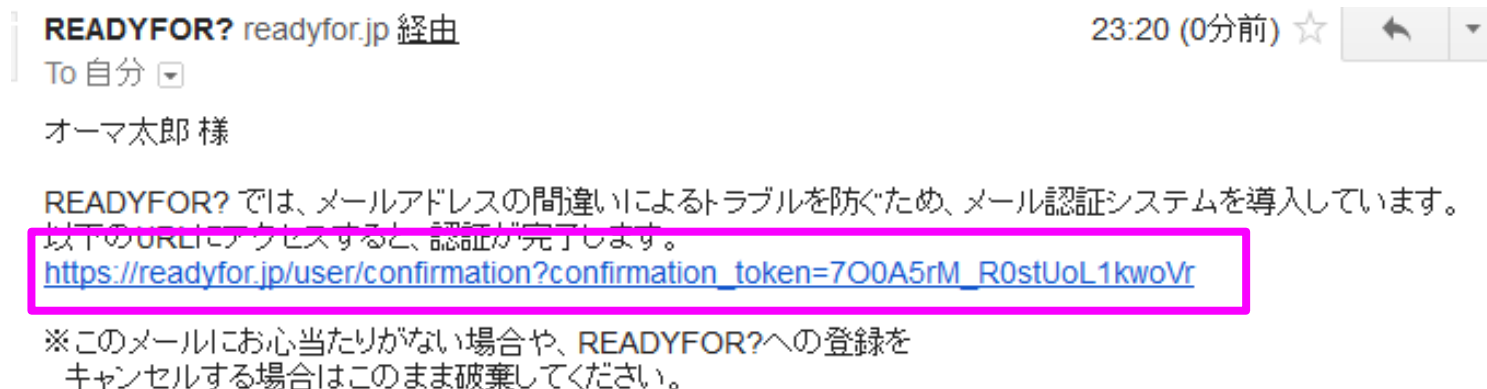 READYFOR? readyfor.jp 経由
23:20 (0分前)
To 自分
オーマ太郎 様
READYFOR? では、メールアドレスの間違いによるトラブルを防ぐため、メール認証システムを導入しています。
以下のURLにアクセスすると、認証が完了します。
https://readyfor.jp/user/confirmation?confirmation_token=7O0A5rM_R0stUoL1kwoVr
※このメールにお心当たりがない場合や、READYFOR?への登録を
キャンセルする場合はこのまま破棄してください。